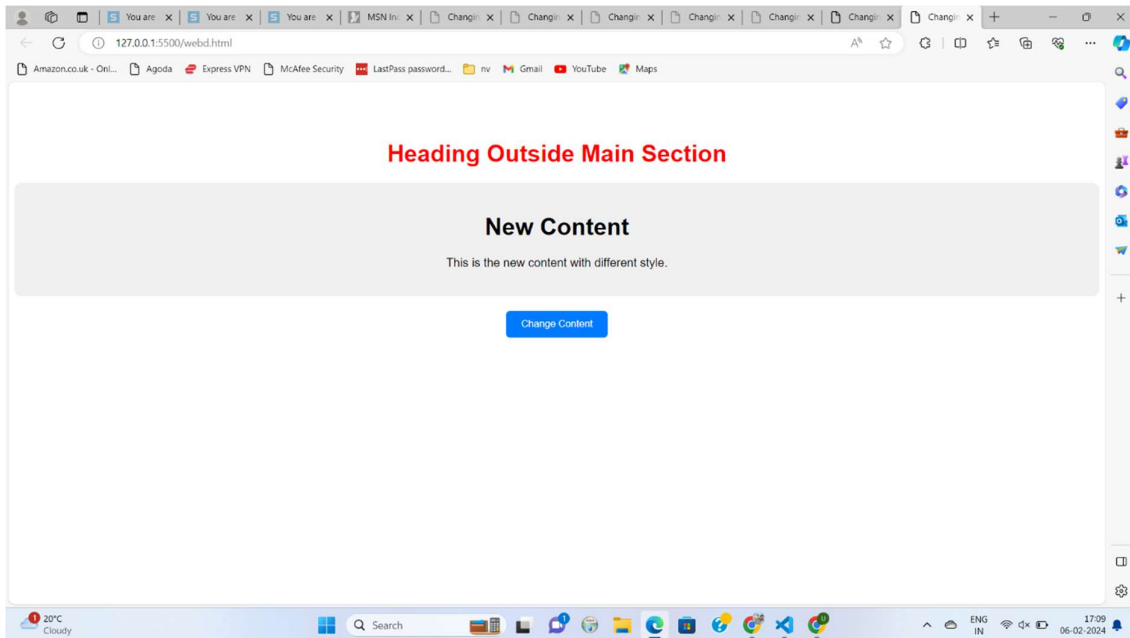 You are
You are
You are
MSN Inc
Changin
Changin
Changin
Changin
Changin
Changin
Changin
127.0.0.1:5500/webd.html
Amazon.co.uk - Onl...
Agoda
Express VPN
McAfee Security
LastPass password...
nv
Gmail
YouTube
Maps
Heading Outside Main Section
New Content
This is the new content with different style.
Change Content
1
20°C
Cloudy
Search
ENG
IN
17:09
06-02-2024